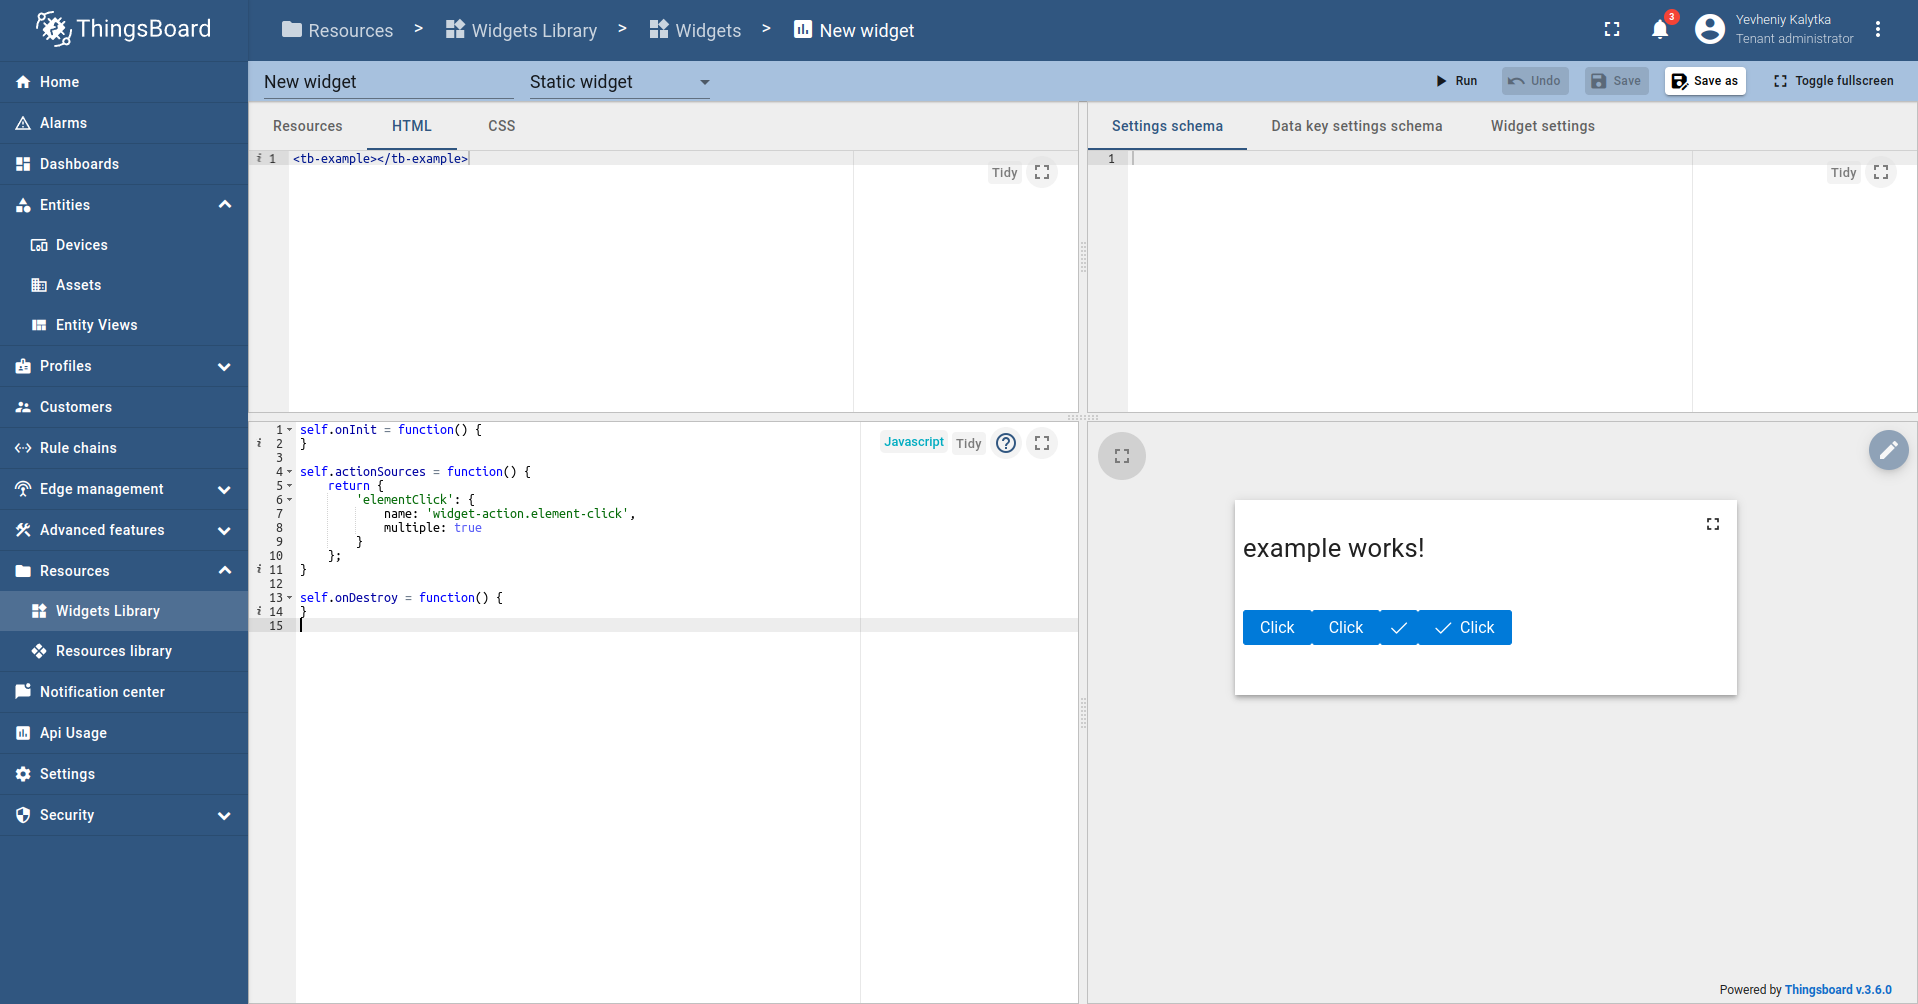 ThingsBoard
Resources > Widgets Library > Widgets > New widget
3
Yevheniy Kalytka
Tenant administrator
Home
Alarms
Dashboards
Entities
Devices
Assets
Entity Views
Profiles
Customers
Rule chains
Edge management
Advanced features
Resources
Widgets Library
Resources library
Notification center
Api Usage
Settings
Security
New widget
Static widget
Run
Undo
Save
Save as
Toggle fullscreen
Resources HTML CSS
i 1 <tb-example></tb-example>
Tidy
Settings schema Data key settings schema Widget settings
1
Tidy
1 self.onInit = function() {
i 2 }
3
4 self.actionSources = function() {
5 return {
6 'elementClick': {
7 name: 'widget-action.element-click',
8 multiple: true
9 }
10 };
i 11 }
12
13 self.onDestroy = function() {
i 14 }
15
Javascript Tidy ?
example works!
Click Click Click
Powered by Thingsboard v.3.6.0